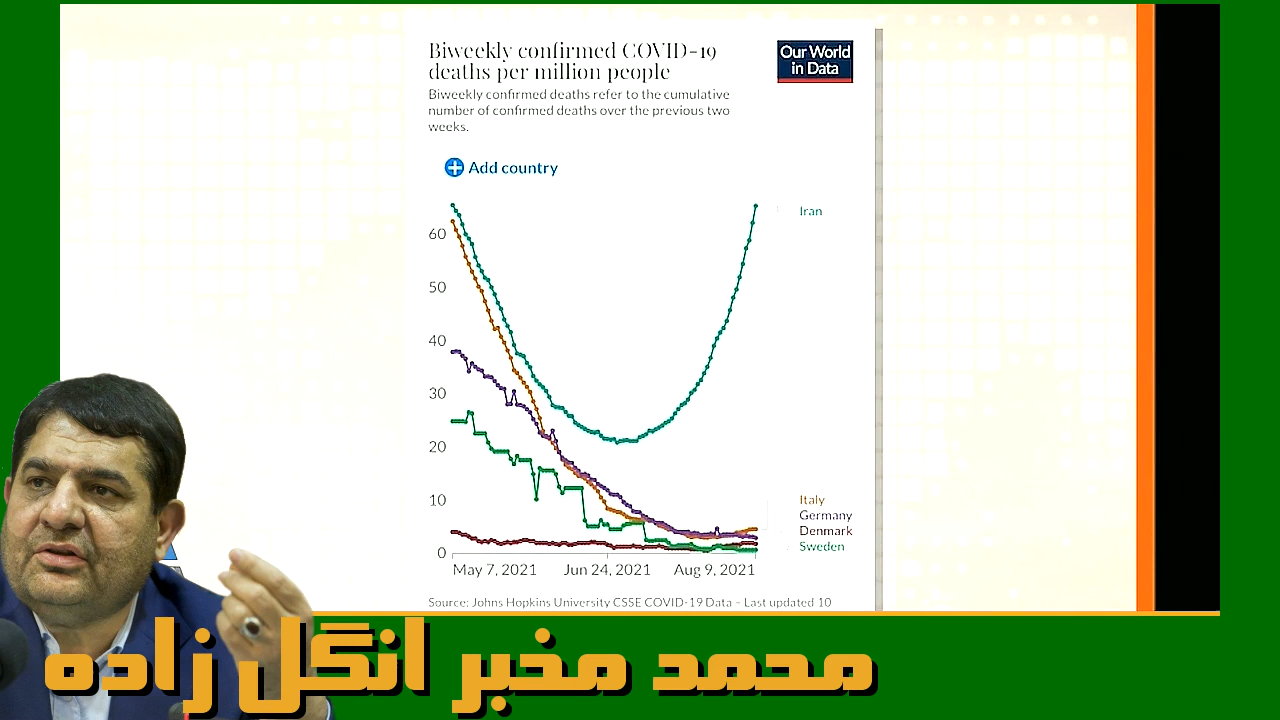 Biweekly confirmed COVID-19
deaths per million people
Our World
in Data
Biweekly confirmed deaths refer to the cumulative
number of confirmed deaths over the previous two
weeks.
Add country
Iran
60
50
40
30
20
10
0
Italy
Germany
Denmark
Sweden
May 7, 2021 Jun 24, 2021 Aug 9, 2021
Source: Johns Hopkins University CSSE COVID-19 Data – Last updated 10
محمد مخبر انگل زاده